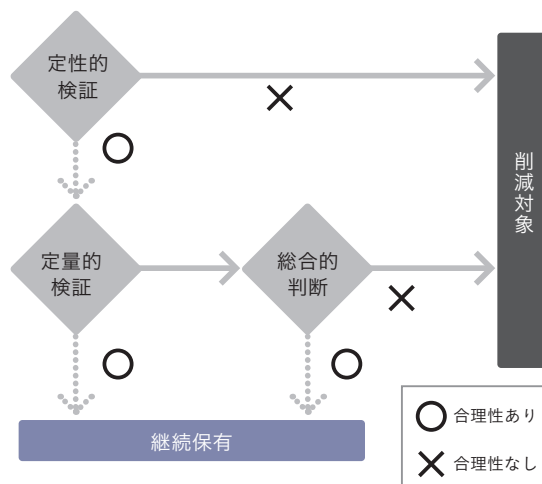 定性的
検証
定量的
検証
総合的
判断
削減対象
継続保有
合理性あり
合理性なし